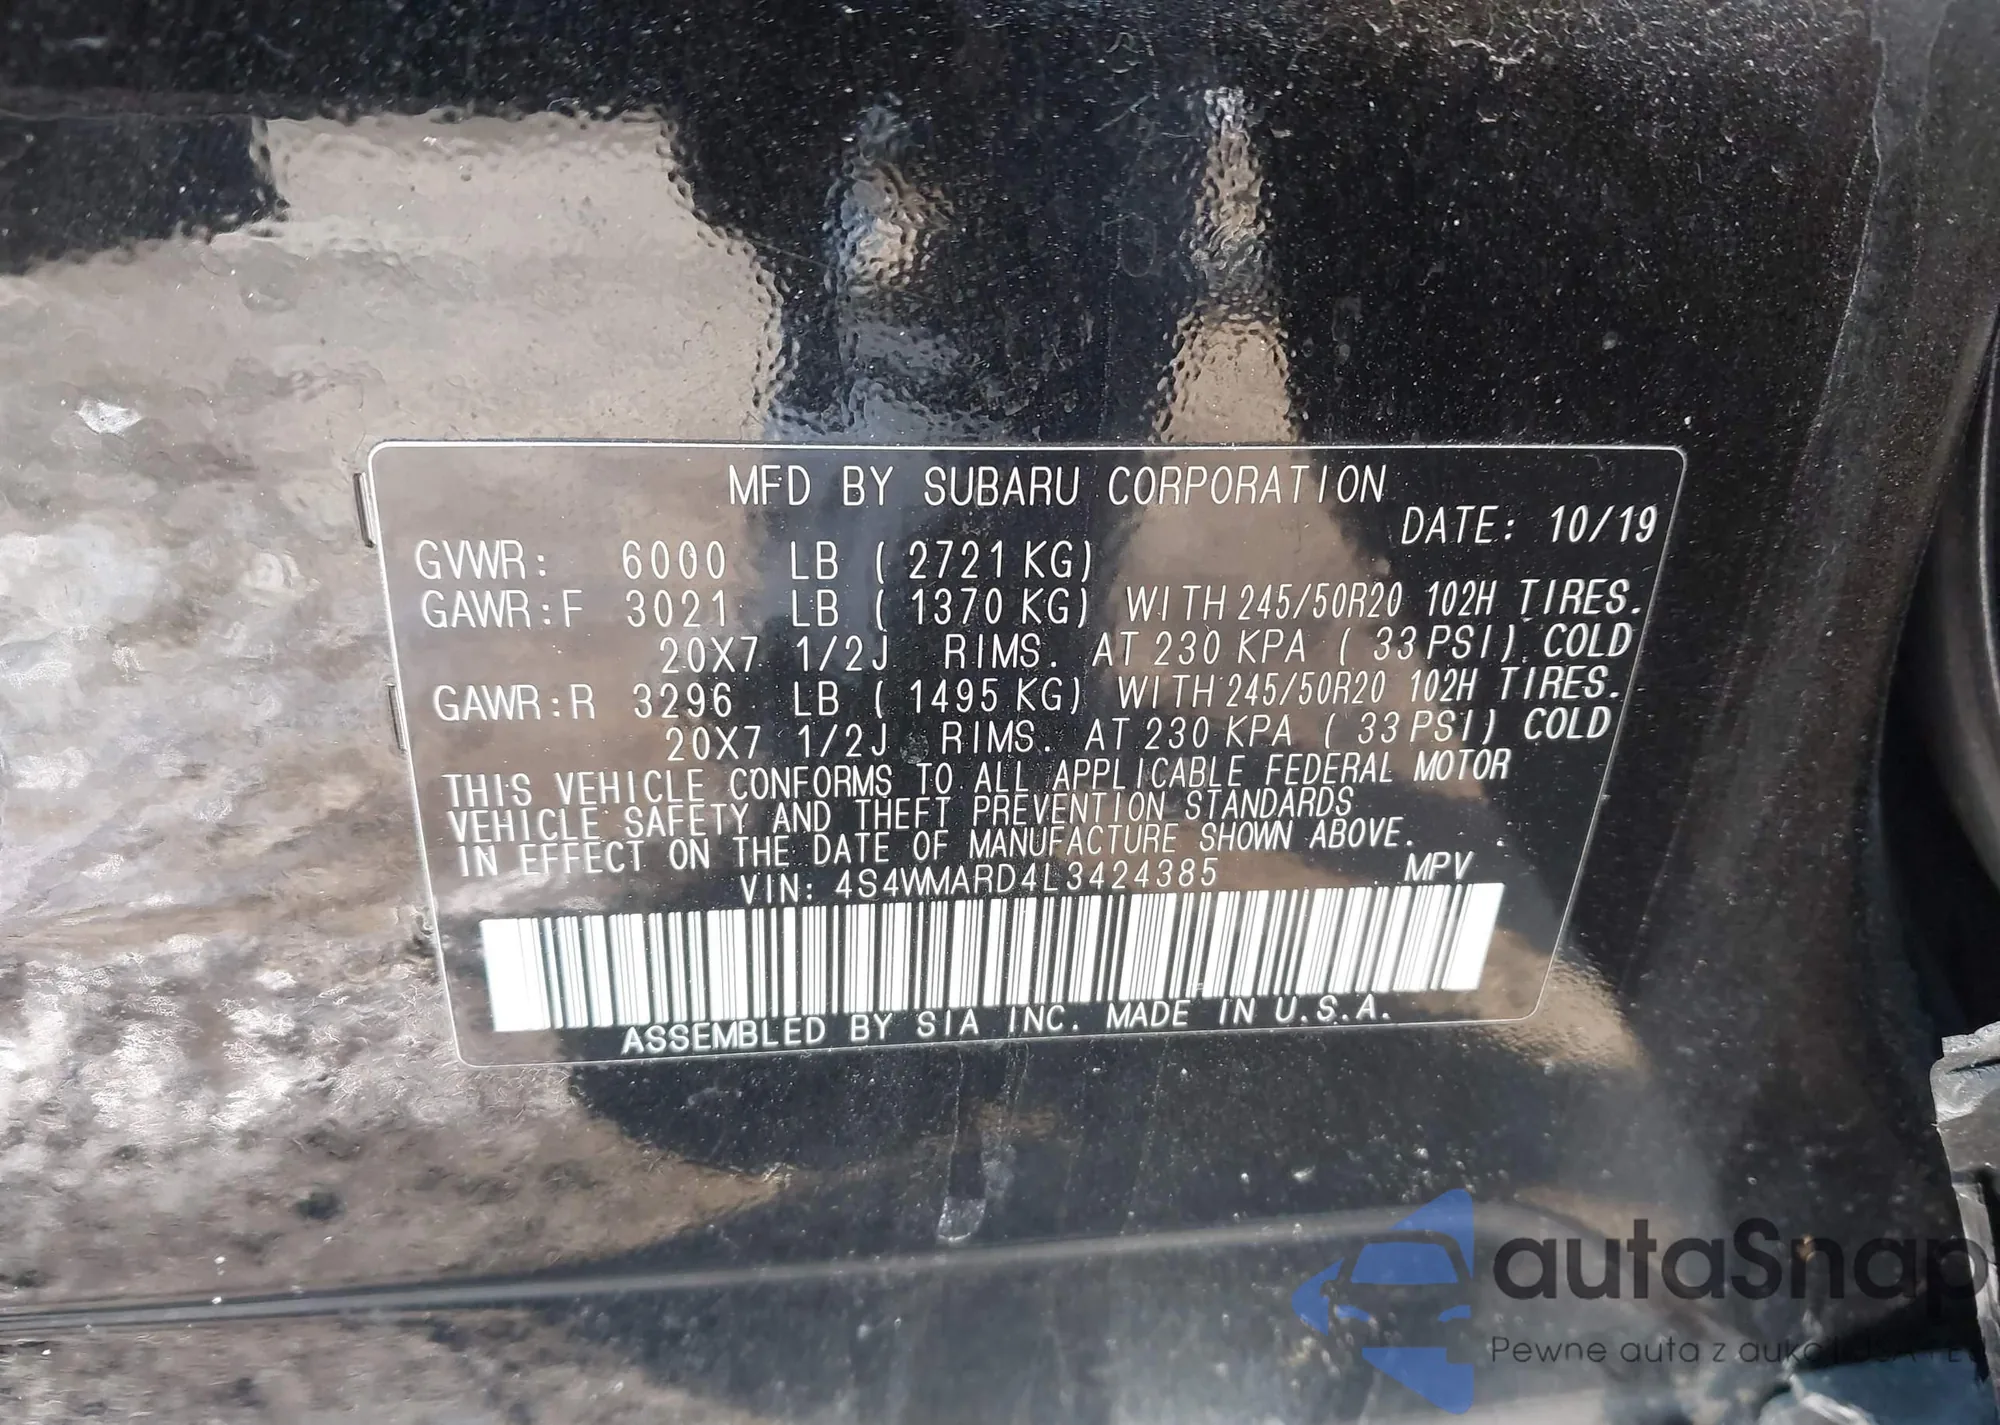 MFD BY SUBARU CORPORATION
DATE: 10/19
GVWR: 6000 LB ( 2721 KG)
GAWR:F 3021 LB ( 1370 KG) WITH 245/50R20 102H TIRES.
20X7 1/2J RIMS. AT 230 KPA ( 33 PSI) COLD
GAWR:R 3296 LB ( 1495 KG) WITH 245/50R20 102H TIRES.
20X7 1/2J RIMS. AT 230 KPA ( 33 PSI) COLD
THIS VEHICLE CONFORMS TO ALL APPLICABLE FEDERAL MOTOR
VEHICLE SAFETY AND THEFT PREVENTION STANDARDS
IN EFFECT ON THE DATE OF MANUFACTURE SHOWN ABOVE.
VIN: 4S4WMARD4L3424385 MPV
ASSEMBLED BY SIA INC. MADE IN U.S.A.
autaSnap
Pewne auta z